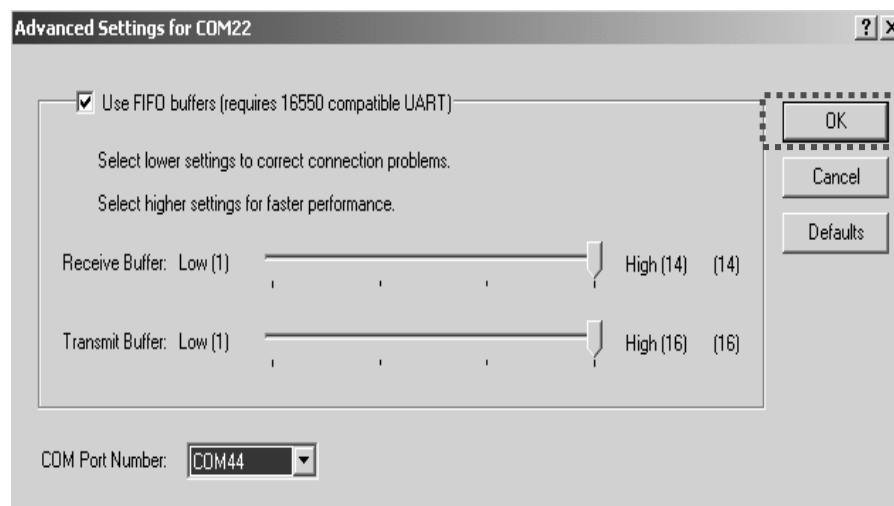 Advanced Settings for COM22
Use FIFO buffers (requires 16550 compatible UART)
OK
Select lower settings to correct connection problems.
Cancel
Select higher settings for faster performance.
Defaults
Receive Buffer: Low (1) High (14) (14)
Transmit Buffer: Low (1) High (16) (16)
COM Port Number: COM44